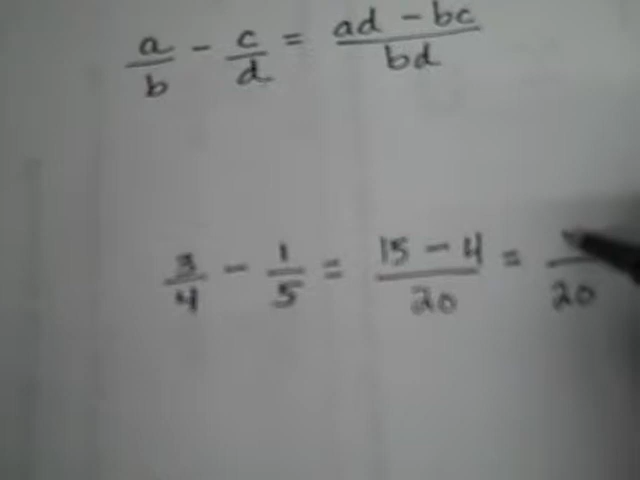 a/b - c/d = ad - bc/bd
3/4 - 1/5 = 15 - 4/20 = /20